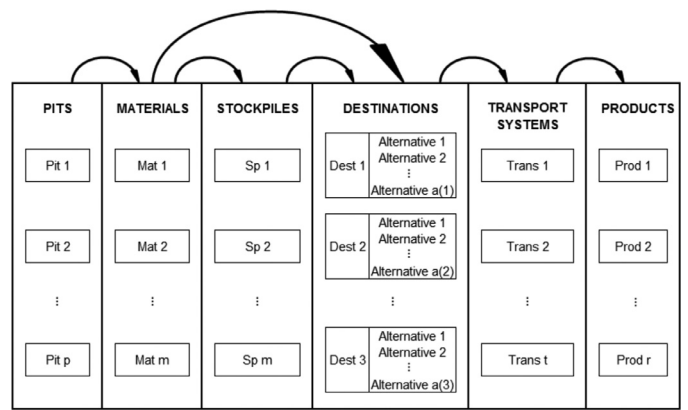 PITS
MATERIALS
STOCKPILES
DESTINATIONS
TRANSPORT
SYSTEMS
PRODUCTS
Pit 1
Mat 1
Sp 1
Dest 1
Alternative 1
Alternative 2
⋮
Alternative a(1)
Trans 1
Prod 1
Pit 2
Mat 2
Sp 2
Dest 2
Alternative 1
Alternative 2
⋮
Alternative a(2)
Trans 2
Prod 2
⋮
⋮
⋮
⋮
⋮
⋮
Pit p
Mat m
Sp m
Dest 3
Alternative 1
Alternative 2
⋮
Alternative a(3)
Trans t
Prod r